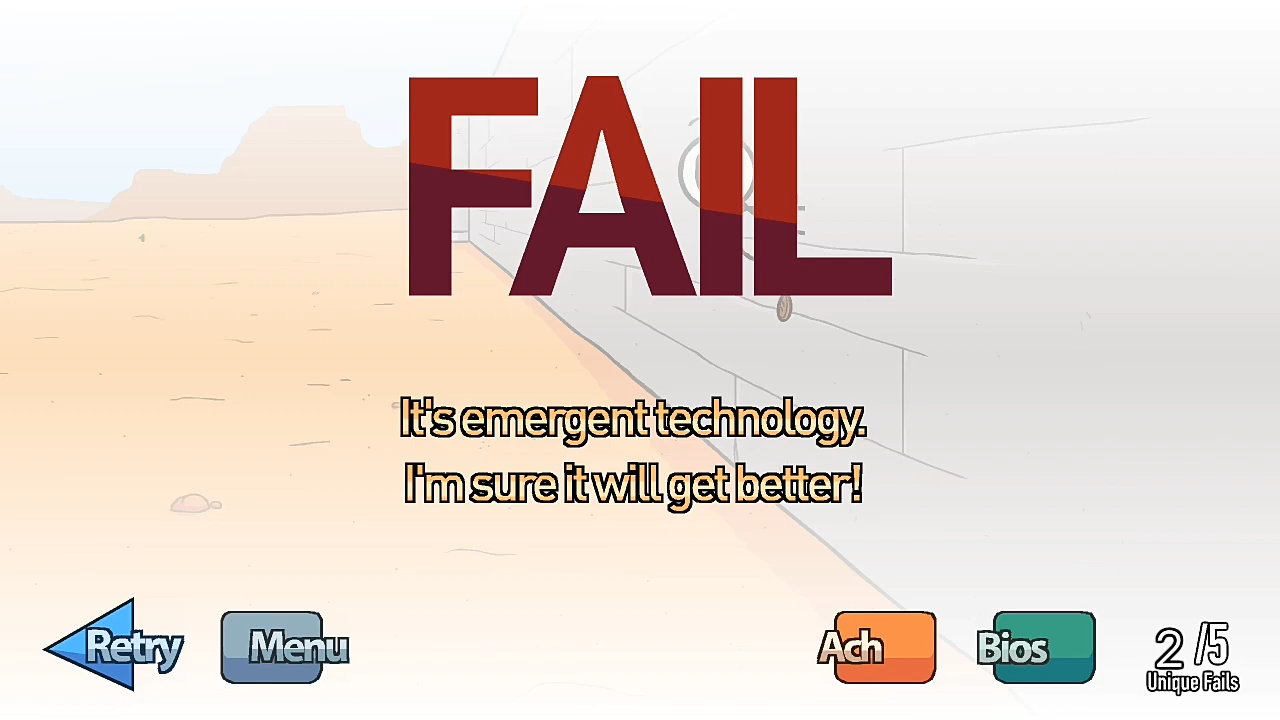 FAIL
It's emergent technology.
I'm sure it will get better!
Retry
Menu
Ach
Bios
2/5
Unique Fails